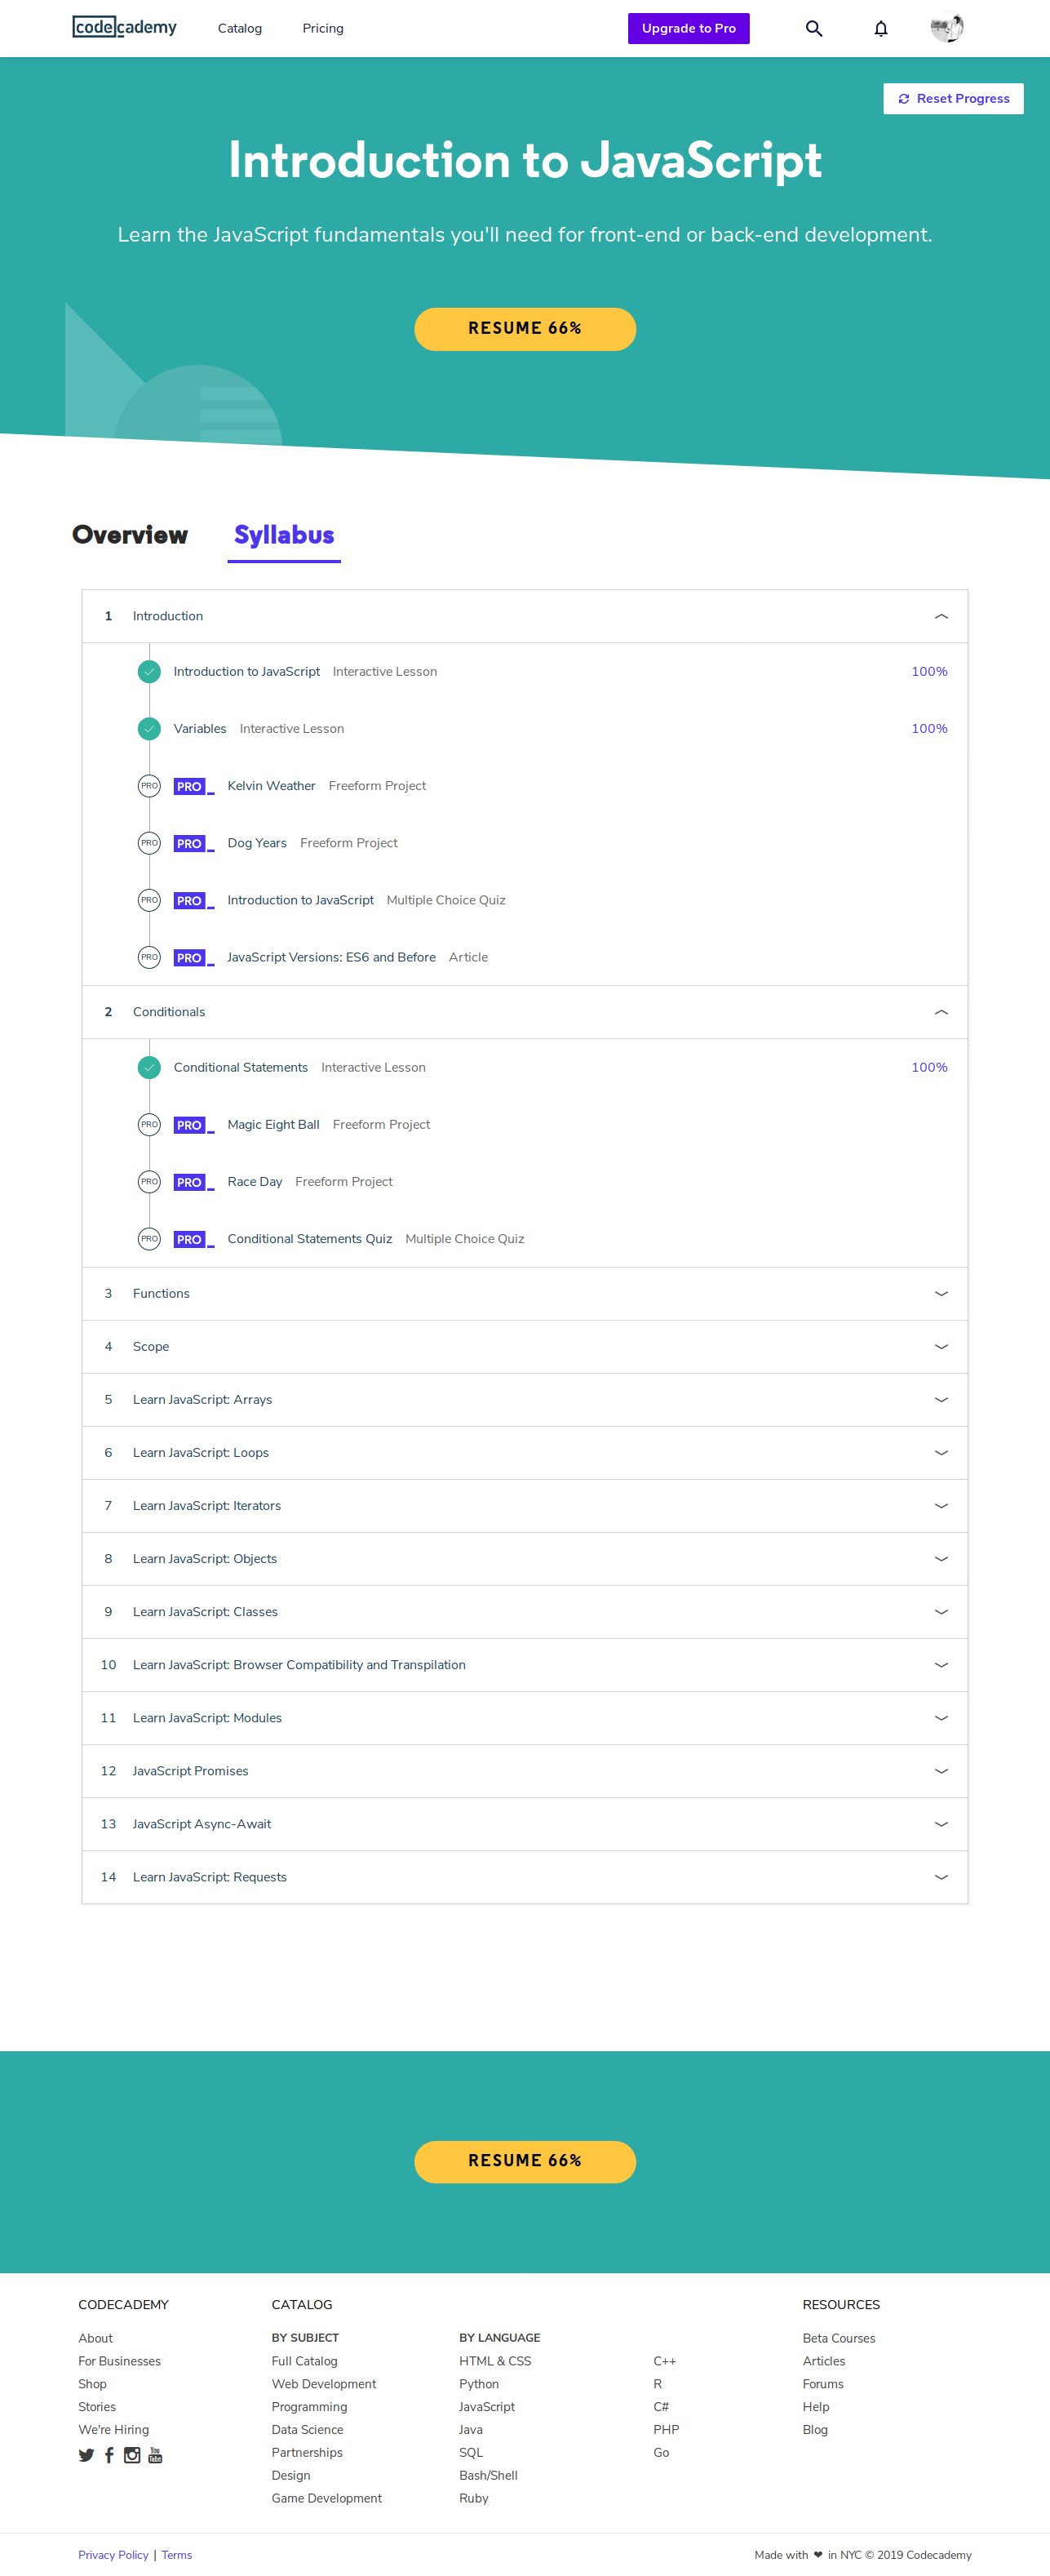 codecademy Catalog Pricing Upgrade to Pro
Reset Progress
Introduction to JavaScript
Learn the JavaScript fundamentals you'll need for front-end or back-end development.
RESUME 66%
Overview Syllabus
1 Introduction
Introduction to JavaScript Interactive Lesson 100%
Variables Interactive Lesson 100%
PRO PRO_ Kelvin Weather Freeform Project
PRO PRO_ Dog Years Freeform Project
PRO PRO_ Introduction to JavaScript Multiple Choice Quiz
PRO PRO_ JavaScript Versions: ES6 and Before Article
2 Conditionals
Conditional Statements Interactive Lesson 100%
PRO PRO_ Magic Eight Ball Freeform Project
PRO PRO_ Race Day Freeform Project
PRO PRO_ Conditional Statements Quiz Multiple Choice Quiz
3 Functions
4 Scope
5 Learn JavaScript: Arrays
6 Learn JavaScript: Loops
7 Learn JavaScript: Iterators
8 Learn JavaScript: Objects
9 Learn JavaScript: Classes
10 Learn JavaScript: Browser Compatibility and Transpilation
11 Learn JavaScript: Modules
12 JavaScript Promises
13 JavaScript Async-Await
14 Learn JavaScript: Requests
RESUME 66%
CODECADEMY
About
For Businesses
Shop
Stories
We're Hiring
You Tube
CATALOG
BY SUBJECT
Full Catalog
Web Development
Programming
Data Science
Partnerships
Design
Game Development
BY LANGUAGE
HTML & CSS
Python
JavaScript
Java
SQL
Bash/Shell
Ruby
C++
R
C#
PHP
Go
RESOURCES
Beta Courses
Articles
Forums
Help
Blog
Privacy Policy | Terms
Made with ❤ in NYC © 2019 Codecademy